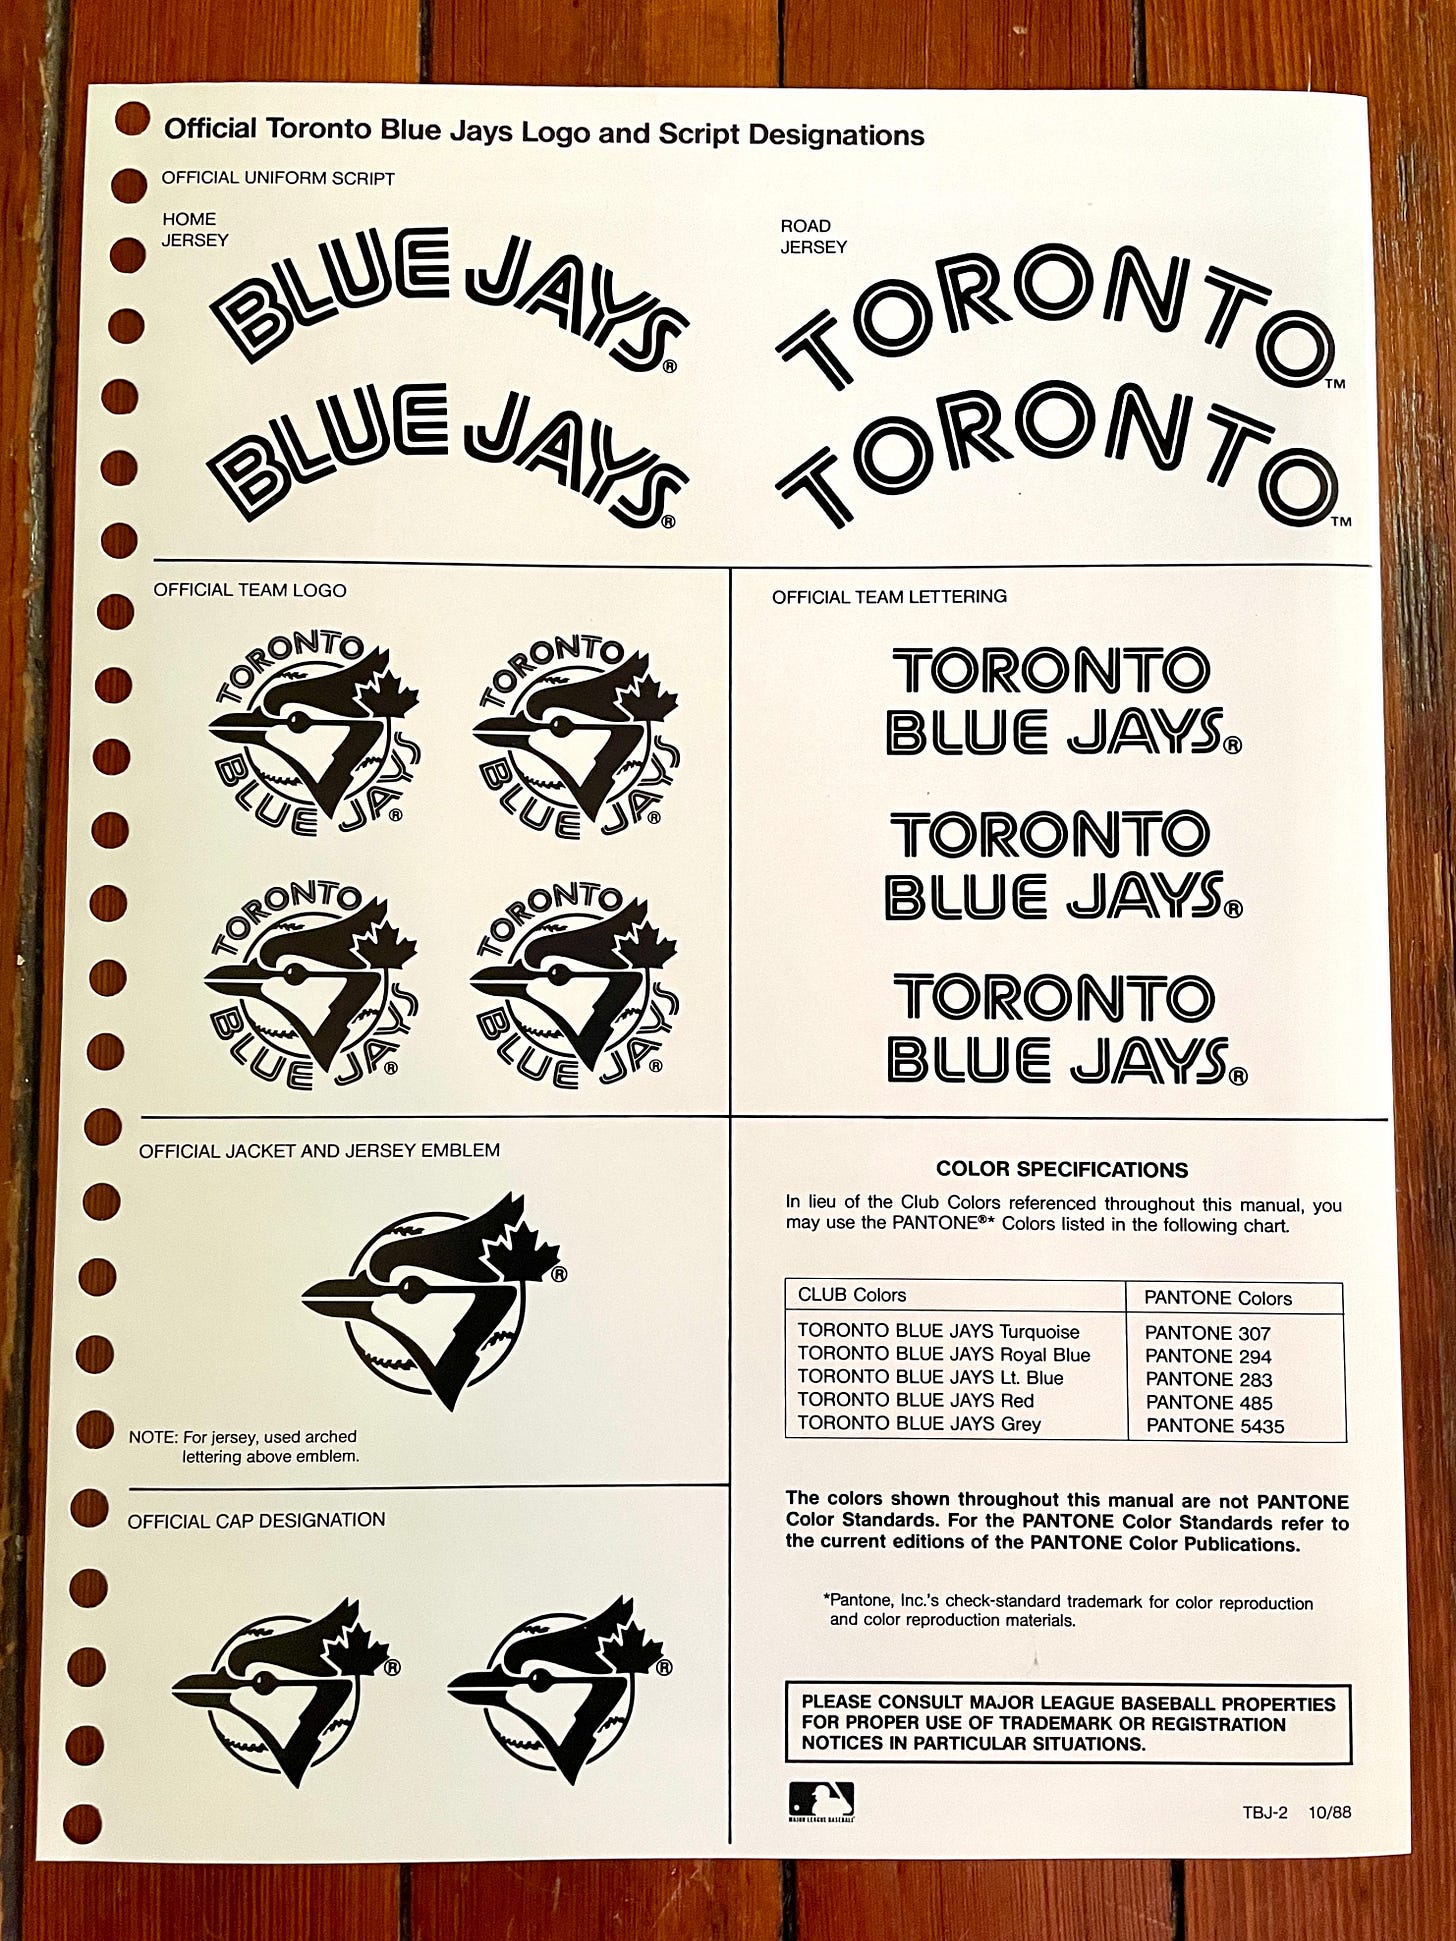 Official Toronto Blue Jays Logo and Script Designations
OFFICIAL UNIFORM SCRIPT
HOME
JERSEY
BLUE JAYS®
BLUE JAYS®
ROAD
JERSEY
TORONTO™
TORONTO™
OFFICIAL TEAM LOGO
TORONTO
BLUE JAYS®
TORONTO
BLUE JAYS®
TORONTO
BLUE JAYS®
TORONTO
BLUE JAYS®
OFFICIAL TEAM LETTERING
TORONTO
BLUE JAYS®
TORONTO
BLUE JAYS®
TORONTO
BLUE JAYS®
OFFICIAL JACKET AND JERSEY EMBLEM
®
NOTE: For jersey, used arched
lettering above emblem.
OFFICIAL CAP DESIGNATION
®
®
COLOR SPECIFICATIONS
In lieu of the Club Colors referenced throughout this manual, you
may use the PANTONE®* Colors listed in the following chart.
CLUB Colors PANTONE Colors
TORONTO BLUE JAYS Turquoise PANTONE 307
TORONTO BLUE JAYS Royal Blue PANTONE 294
TORONTO BLUE JAYS Lt. Blue PANTONE 283
TORONTO BLUE JAYS Red PANTONE 485
TORONTO BLUE JAYS Grey PANTONE 5435
The colors shown throughout this manual are not PANTONE
Color Standards. For the PANTONE Color Standards refer to
the current editions of the PANTONE Color Publications.
*Pantone, Inc.'s check-standard trademark for color reproduction
and color reproduction materials.
PLEASE CONSULT MAJOR LEAGUE BASEBALL PROPERTIES
FOR PROPER USE OF TRADEMARK OR REGISTRATION
NOTICES IN PARTICULAR SITUATIONS.
MAJOR LEAGUE BASEBALL
TBJ-2 10/88